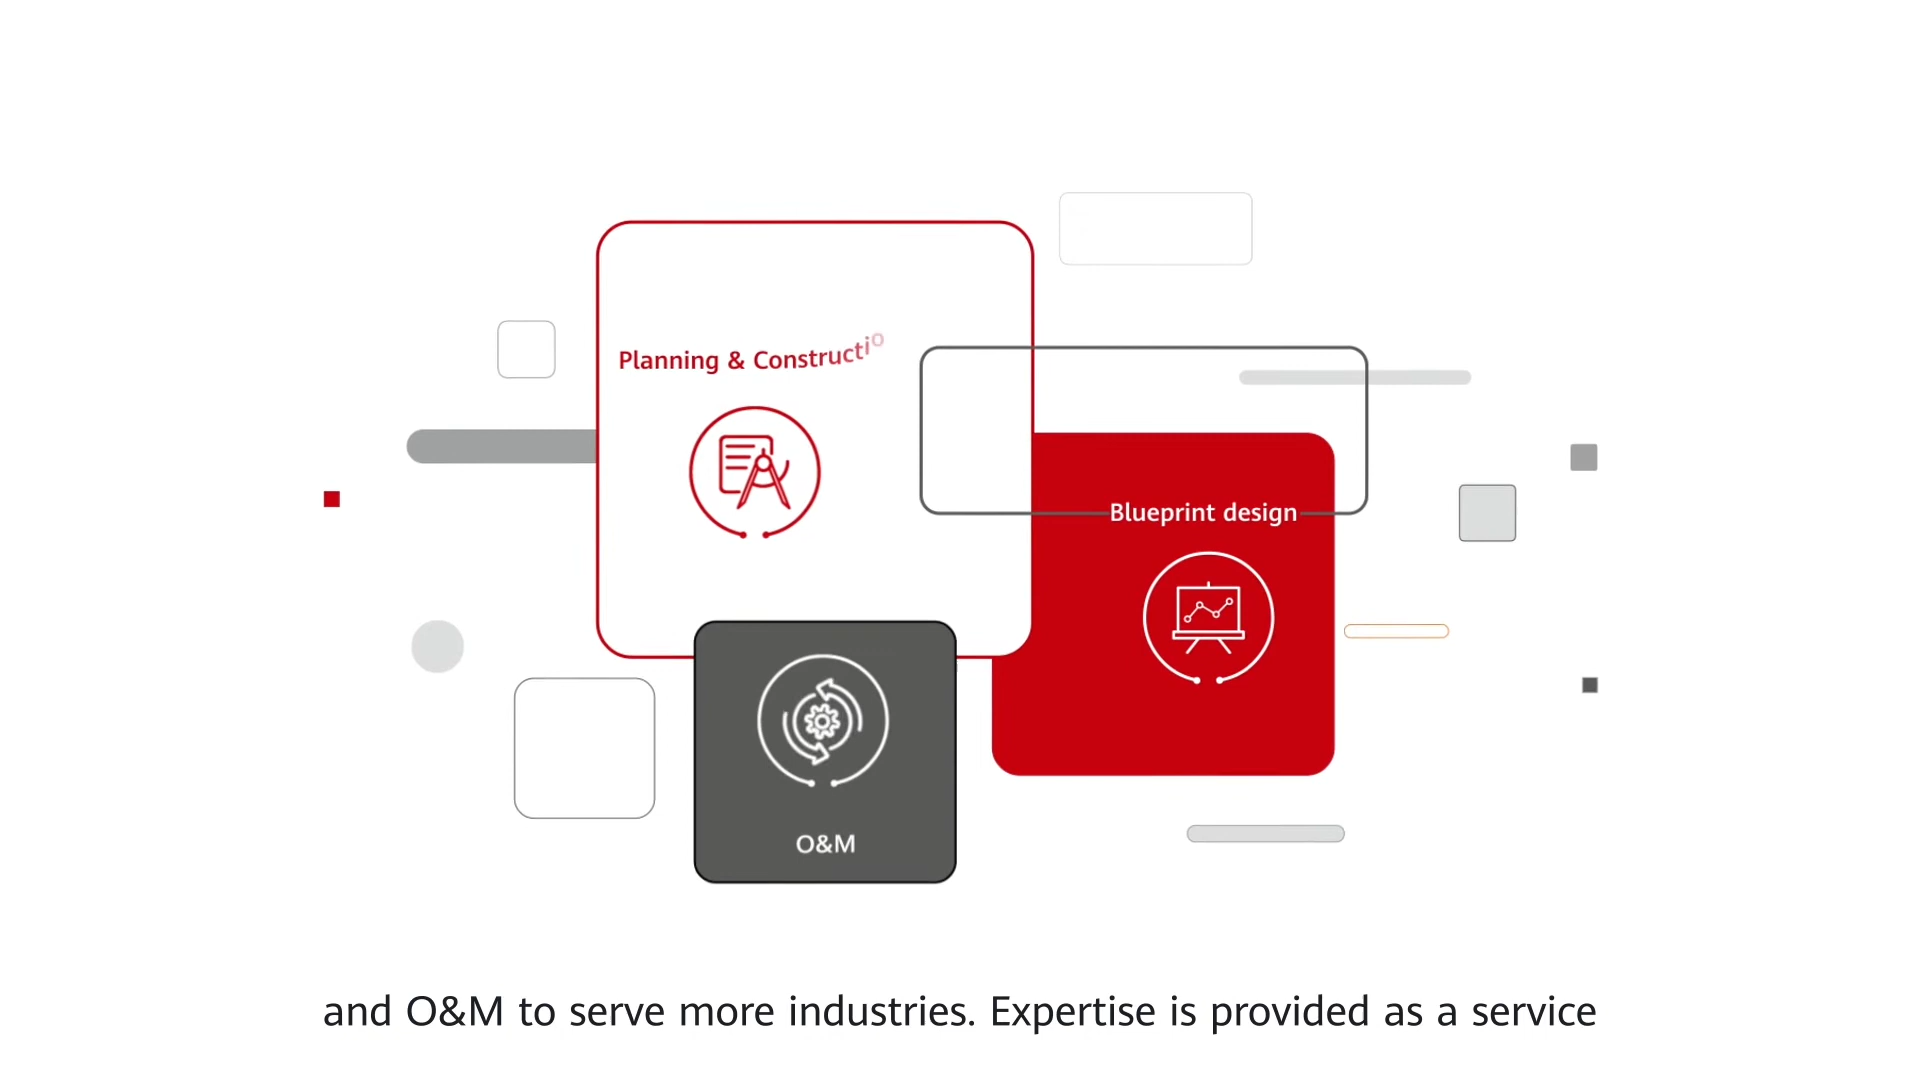 Planning & Constructio
Blueprint design
O&M
and O&M to serve more industries. Expertise is provided as a service